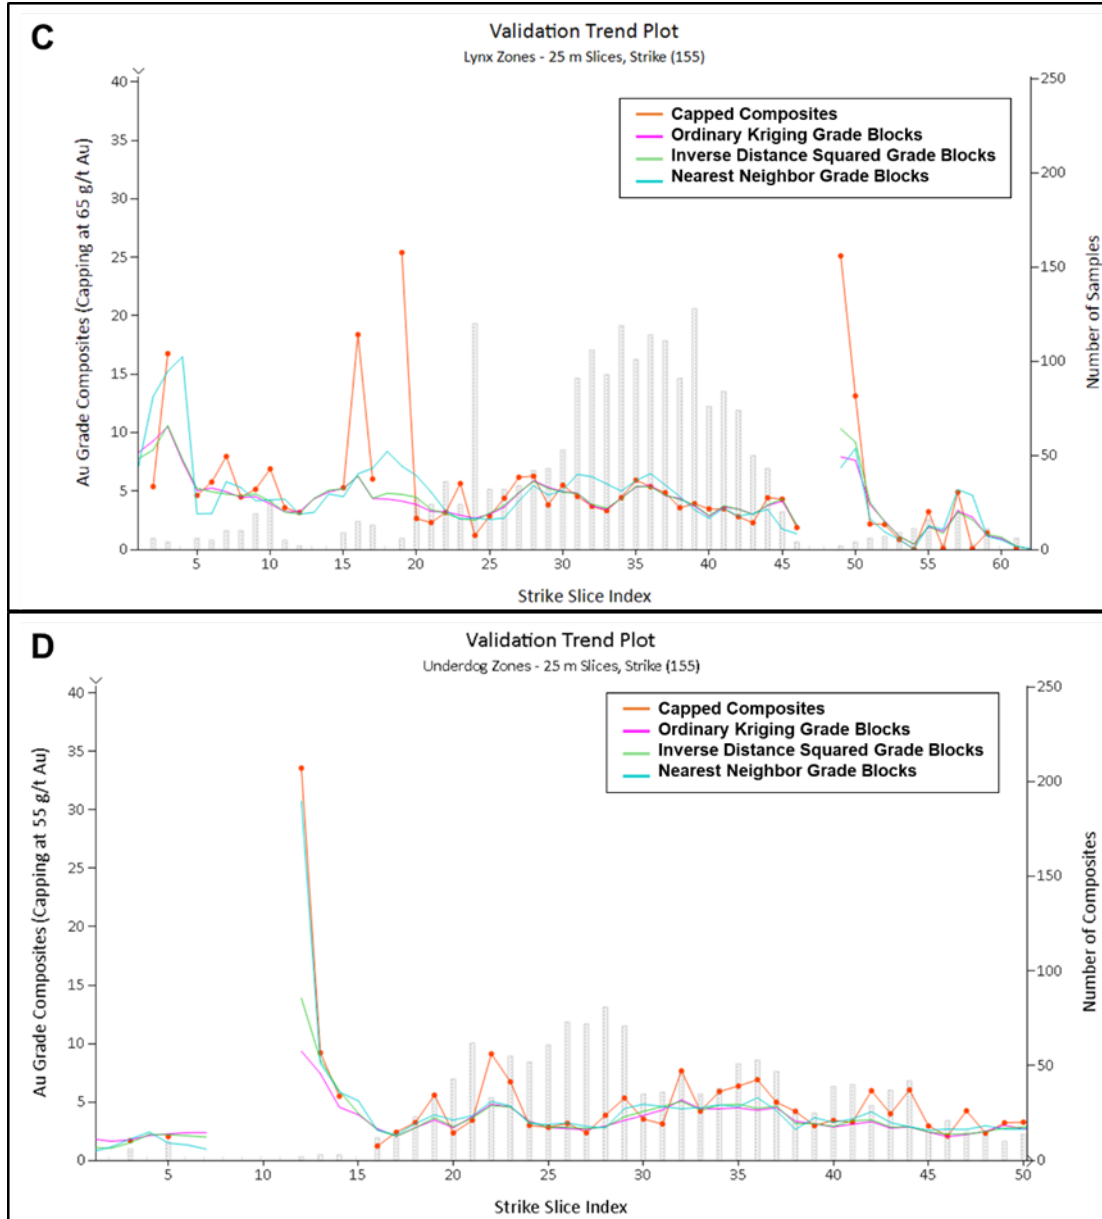 C
Validation Trend Plot
Lynx Zones - 25 m Slices, Strike (155)
40
35
30
25
20
15
10
5
0
Au Grade Composites (Capping at 65 g/t Au)
250
200
150
100
50
0
Number of Samples
Capped Composites
Ordinary Kriging Grade Blocks
Inverse Distance Squared Grade Blocks
Nearest Neighbor Grade Blocks
5 10 15 20 25 30 35 40 45 50 55 60
Strike Slice Index
D
Validation Trend Plot
Underdog Zones - 25 m Slices, Strike (155)
40
35
30
25
20
15
10
5
0
Au Grade Composites (Capping at 55 g/t Au)
250
200
150
100
50
0
Number of Composites
Capped Composites
Ordinary Kriging Grade Blocks
Inverse Distance Squared Grade Blocks
Nearest Neighbor Grade Blocks
5 10 15 20 25 30 35 40 45 50
Strike Slice Index